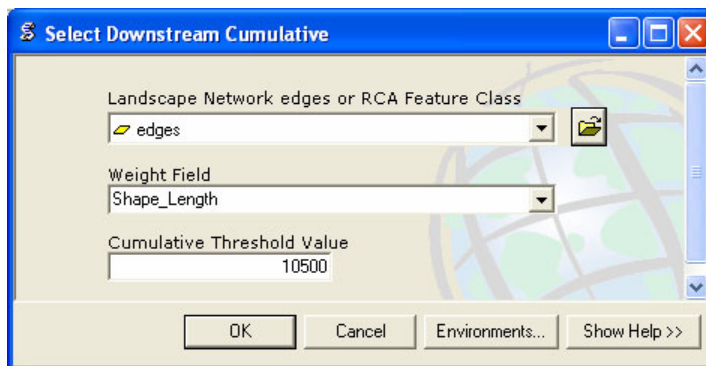 Select Downstream Cumulative
Landscape Network edges or RCA Feature Class
edges
Weight Field
Shape_Length
Cumulative Threshold Value
10500
OK
Cancel
Environments...
Show Help >>